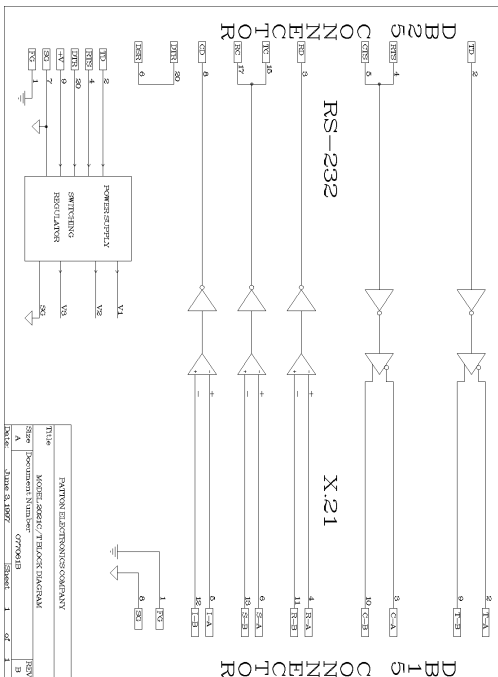 DB25 CONNECTOR
RS-232
X.21
DB15 CONNECTOR
TD 2
2 T-A
9 T-B
RTS 4
CTS 5
3 C-A
10 C-B
RD 3
+
-
4 R-A
11 R-B
TC 15
RC 17
+
-
6 S-A
13 S-B
CD 8
+
-
5 I-A
12 I-B
DTR 20
DSR 6
1 FG
8 SG
TD 2
RTS 4
DTR 20
+V 9
SG 7
FG 1
POWER SUPPLY
SWITCHING
REGULATOR
V1
V2
V3
SG
PATTON ELECTRONICS COMPANY
Title
MODEL 2021C/T BLOCK DIAGRAM
Size Document Number REV
A 077061B B
Date: June 3, 1997 Sheet 1 of 1